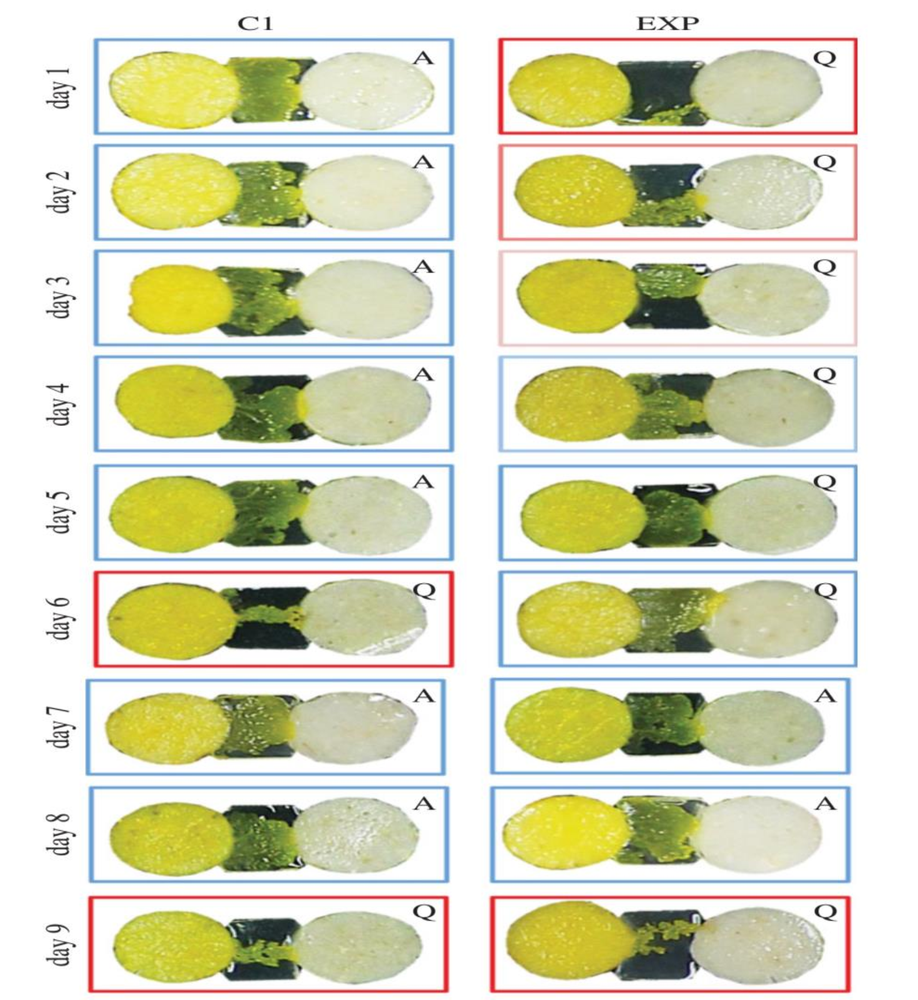 C1 EXP
day 1 A Q
day 2 A Q
day 3 A Q
day 4 A Q
day 5 A Q
day 6 Q Q
day 7 A A
day 8 A A
day 9 Q Q